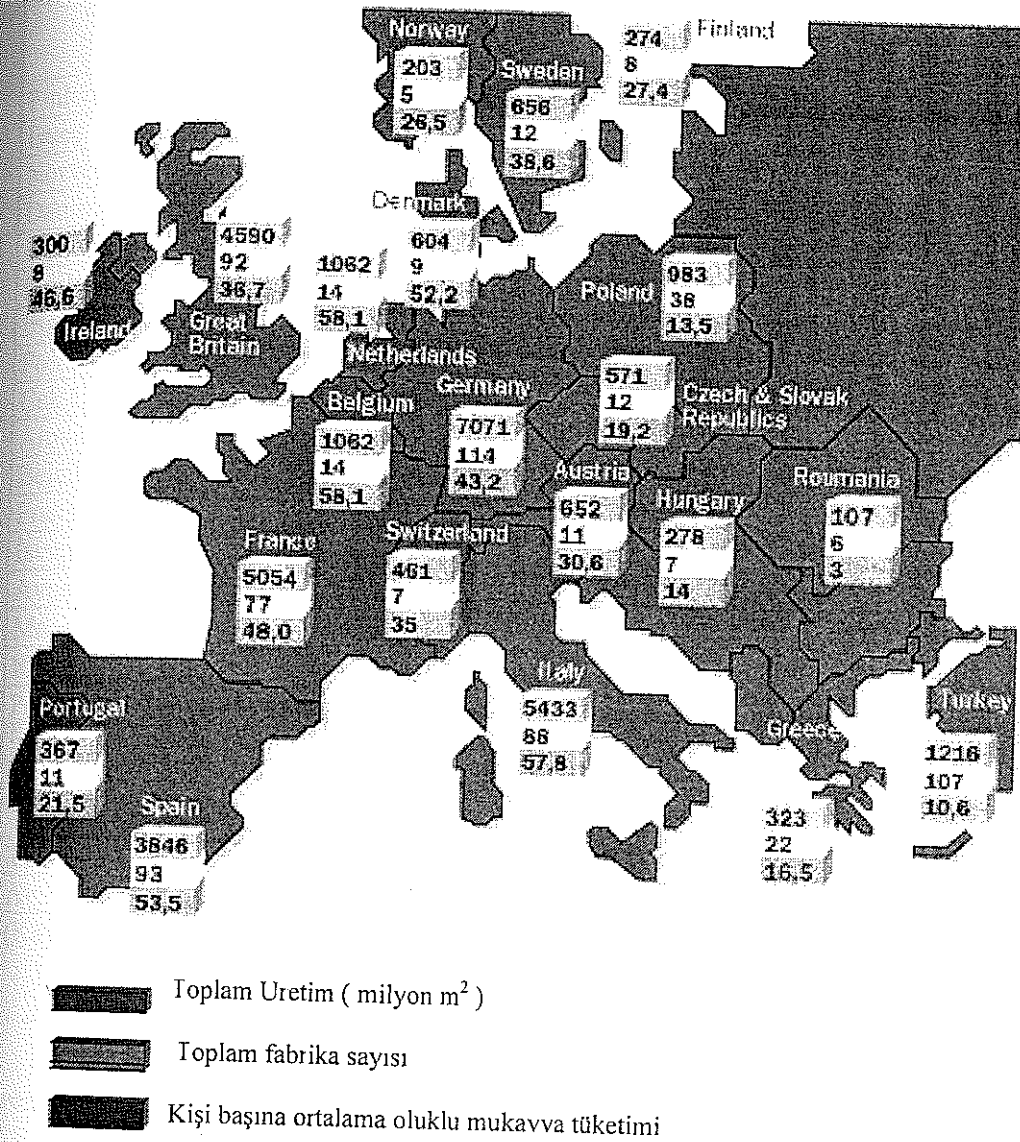 Norway
203
5
26,5
Sweden
656
12
38,6
Finland
274
8
27,4
Denmark
604
9
52,2
300
8
46,6
Ireland
4590
92
36,7
Great
Britain
1062
14
58,1
Netherlands
Poland
983
38
13,5
Germany
7071
114
43,2
Belgium
1062
14
58,1
571
12
19,2
Czech & Slovak
Republics
Austria
652
11
30,6
Hungary
278
7
14
Roumania
107
6
3
France
5054
77
48,0
Switzerland
461
7
35
Italy
5433
88
57,8
Portugal
367
11
21,5
Spain
3846
93
53,5
Greece
323
22
16,5
Turkey
1216
107
10,6
Toplam Uretim ( milyon m² )
Toplam fabrika sayısı
Kişi başına ortalama oluklu mukavva tüketimi